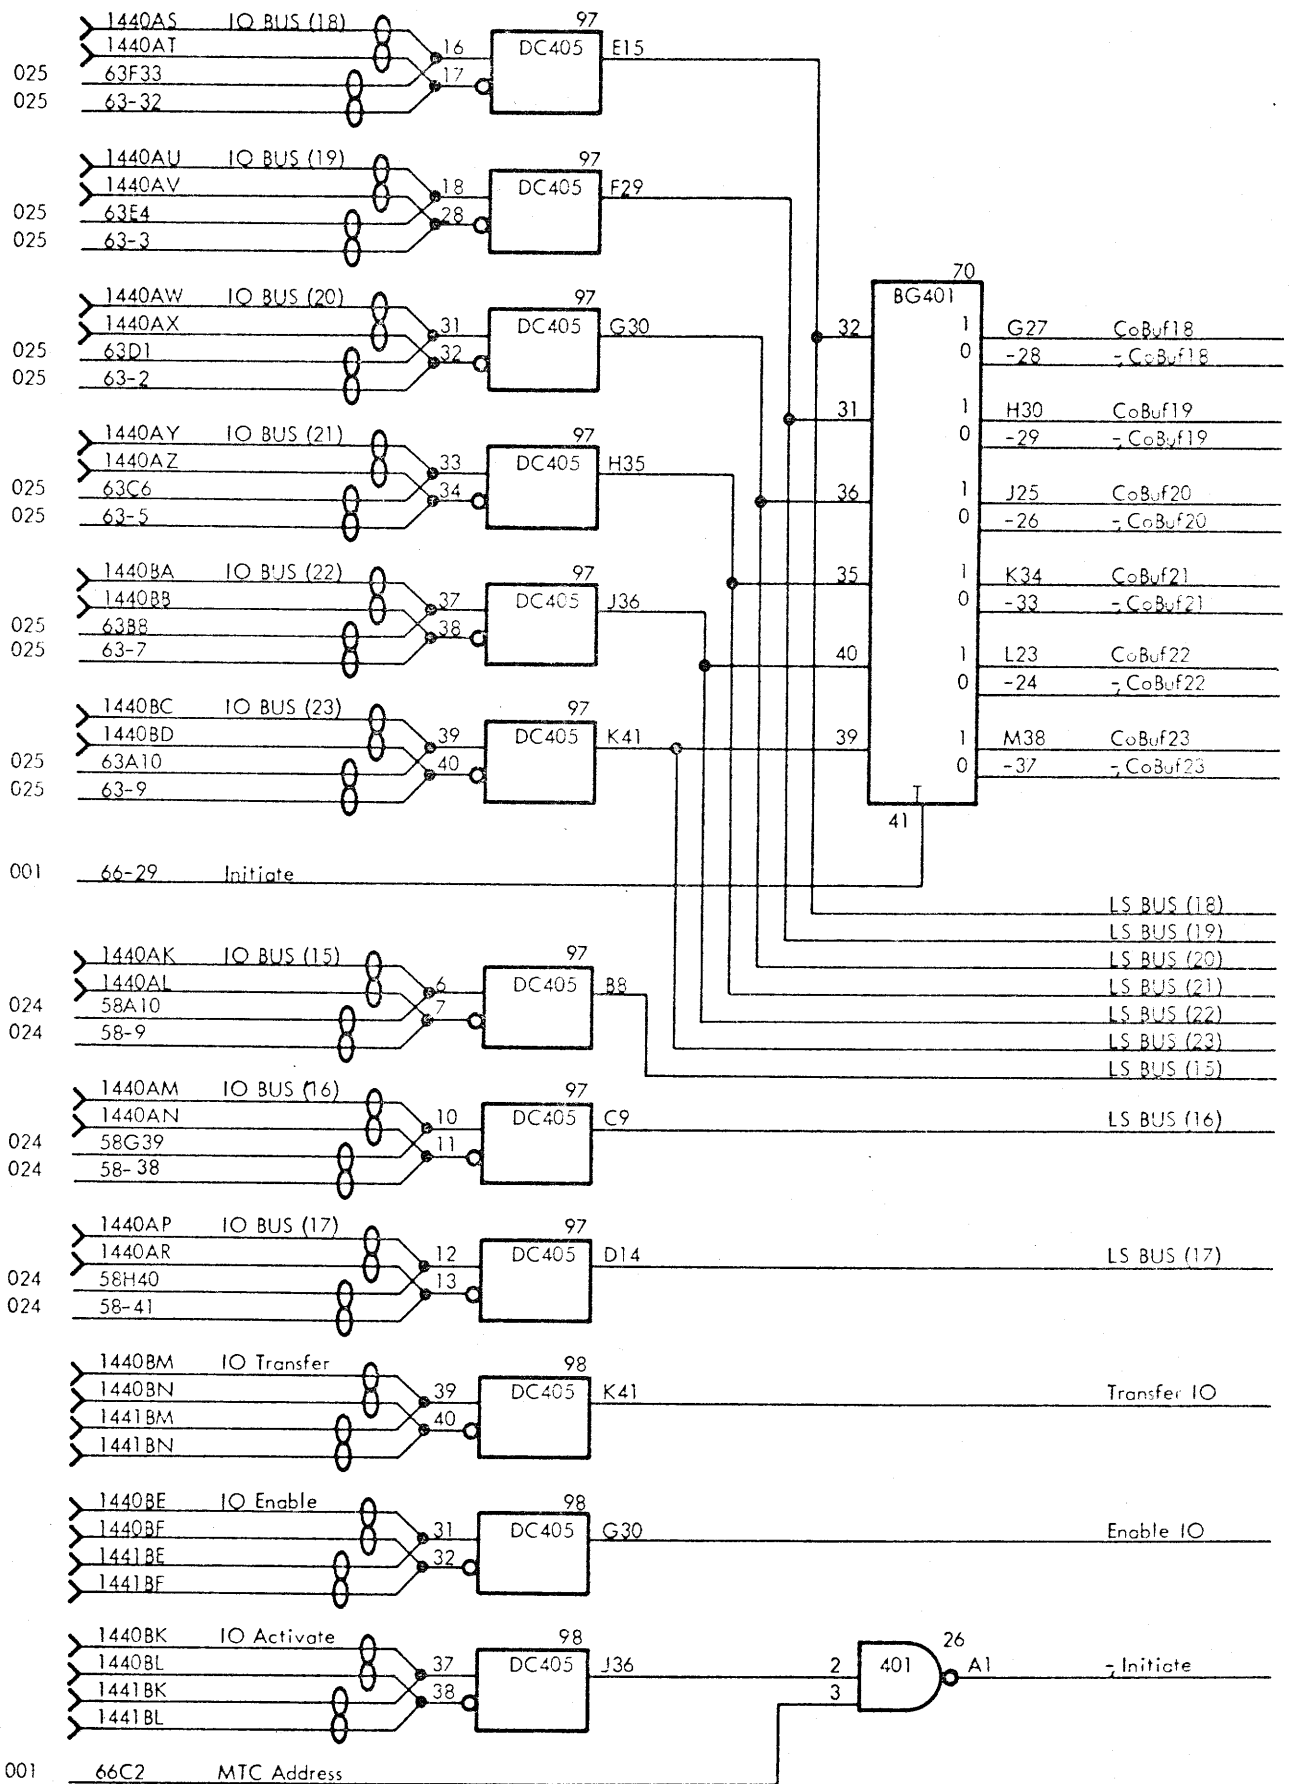 1440AS IO BUS (18) 97
1440AT 16 DC405 E15
025 63F33 17
025 63-32
1440AU IO BUS (19) 97
1440AV 18 DC405 F29
025 63E4 28
025 63-3
70
BG401
1440AW IO BUS (20) 97
1440AX 31 DC405 G30 32 1 G27 CoBuf18
025 63D1 32 0 -28 ¬CoBuf18
025 63-2
31 1 H30 CoBuf19
0 -29 ¬CoBuf19
1440AY IO BUS (21) 97
1440AZ 33 DC405 H35
025 63C6 34 36 1 J25 CoBuf20
025 63-5 0 -26 ¬CoBuf20
1440BA IO BUS (22) 97 35 1 K34 CoBuf21
1440BB 37 DC405 J36 0 -33 ¬CoBuf21
025 63B8 38
025 63-7 40 1 L23 CoBuf22
0 -24 ¬CoBuf22
1440BC IO BUS (23) 97
1440BD 39 DC405 K41 39 1 M38 CoBuf23
025 63A10 40 0 -37 ¬CoBuf23
025 63-9 I
41
001 66-29 Initiate
LS BUS (18)
LS BUS (19)
1440AK IO BUS (15) 97 LS BUS (20)
1440AL 6 DC405 B8 LS BUS (21)
024 58A10 7 LS BUS (22)
024 58-9 LS BUS (23)
LS BUS (15)
1440AM IO BUS (16) 97
1440AN 10 DC405 C9 LS BUS (16)
024 58G39 11
024 58-38
1440AP IO BUS (17) 97
1440AR 12 DC405 D14 LS BUS (17)
024 58H40 13
024 58-41
1440BM IO Transfer 98
1440BN 39 DC405 K41 Transfer IO
1441BM 40
1441BN
1440BE IO Enable 98
1440BF 31 DC405 G30 Enable IO
1441BE 32
1441BF
1440BK IO Activate 98 26
1440BL 37 DC405 J36 2 401 A1 ¬Initiate
1441BK 38 3
1441BL
001 66C2 MTC Address